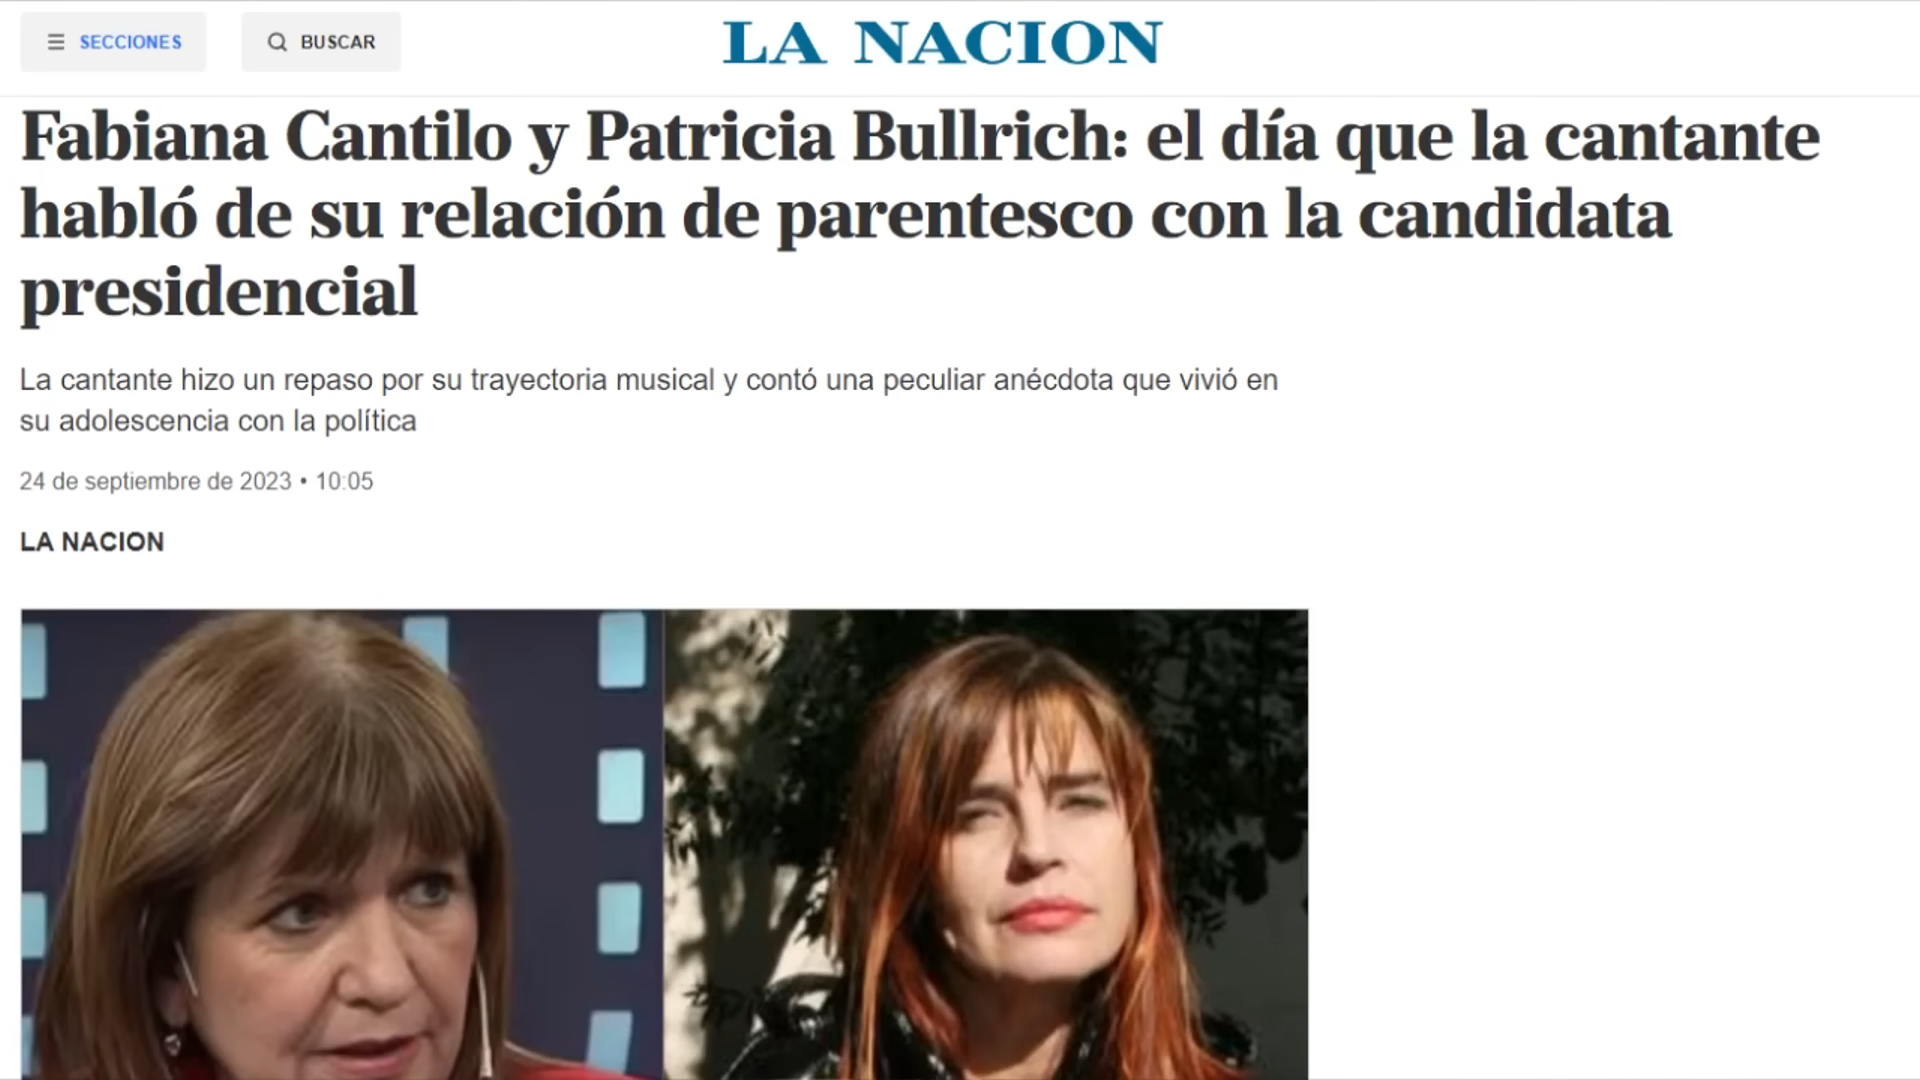 SECCIONES
BUSCAR
LA NACION
Fabiana Cantilo y Patricia Bullrich: el día que la cantante
habló de su relación de parentesco con la candidata
presidencial
La cantante hizo un repaso por su trayectoria musical y contó una peculiar anécdota que vivió en
su adolescencia con la política
24 de septiembre de 2023 • 10:05
LA NACION